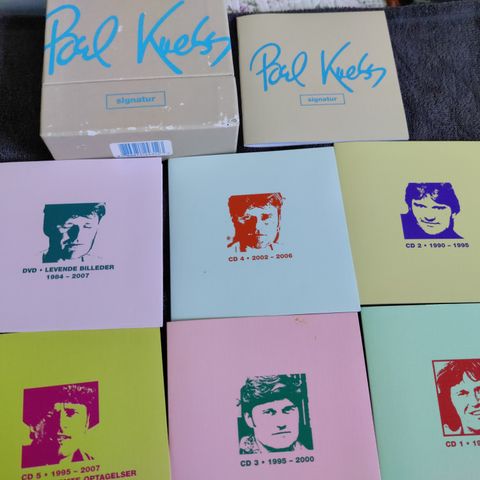 Poul Krebs
signatur
Poul Krebs
signatur
DVD • LEVENDE BILLEDER
1984 – 2007
CD 4 • 2002 – 2006
CD 2 • 1990 – 1995
CD 5 • 1995 – 2007
OPTAGELSER
CD 3 • 1995 – 2000
CD 1 •